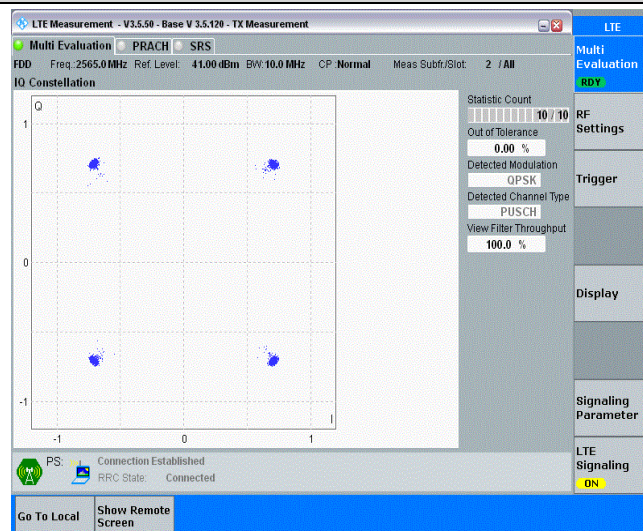 LTE Measurement - V3.5.50 - Base V 3.5.120 - TX Measurement
LTE
Multi Evaluation PRACH SRS
FDD Freq.:2565.0 MHz Ref. Level: 41.00 dBm BW:10.0 MHz CP :Normal Meas Subfr./Slot: 2 / All
IQ Constellation
Multi
Evaluation
RDY
Q
Statistic Count
10 / 10
Out of Tolerance
0.00 %
Detected Modulation
QPSK
Detected Channel Type
PUSCH
View Filter Throughput
100.0 %
1
0
-1
I
-1 0 1
RF
Settings
Trigger
Display
Signaling
Parameter
LTE
Signaling
ON
PS: Connection Established
RRC State: Connected
Go To Local
Show Remote
Screen